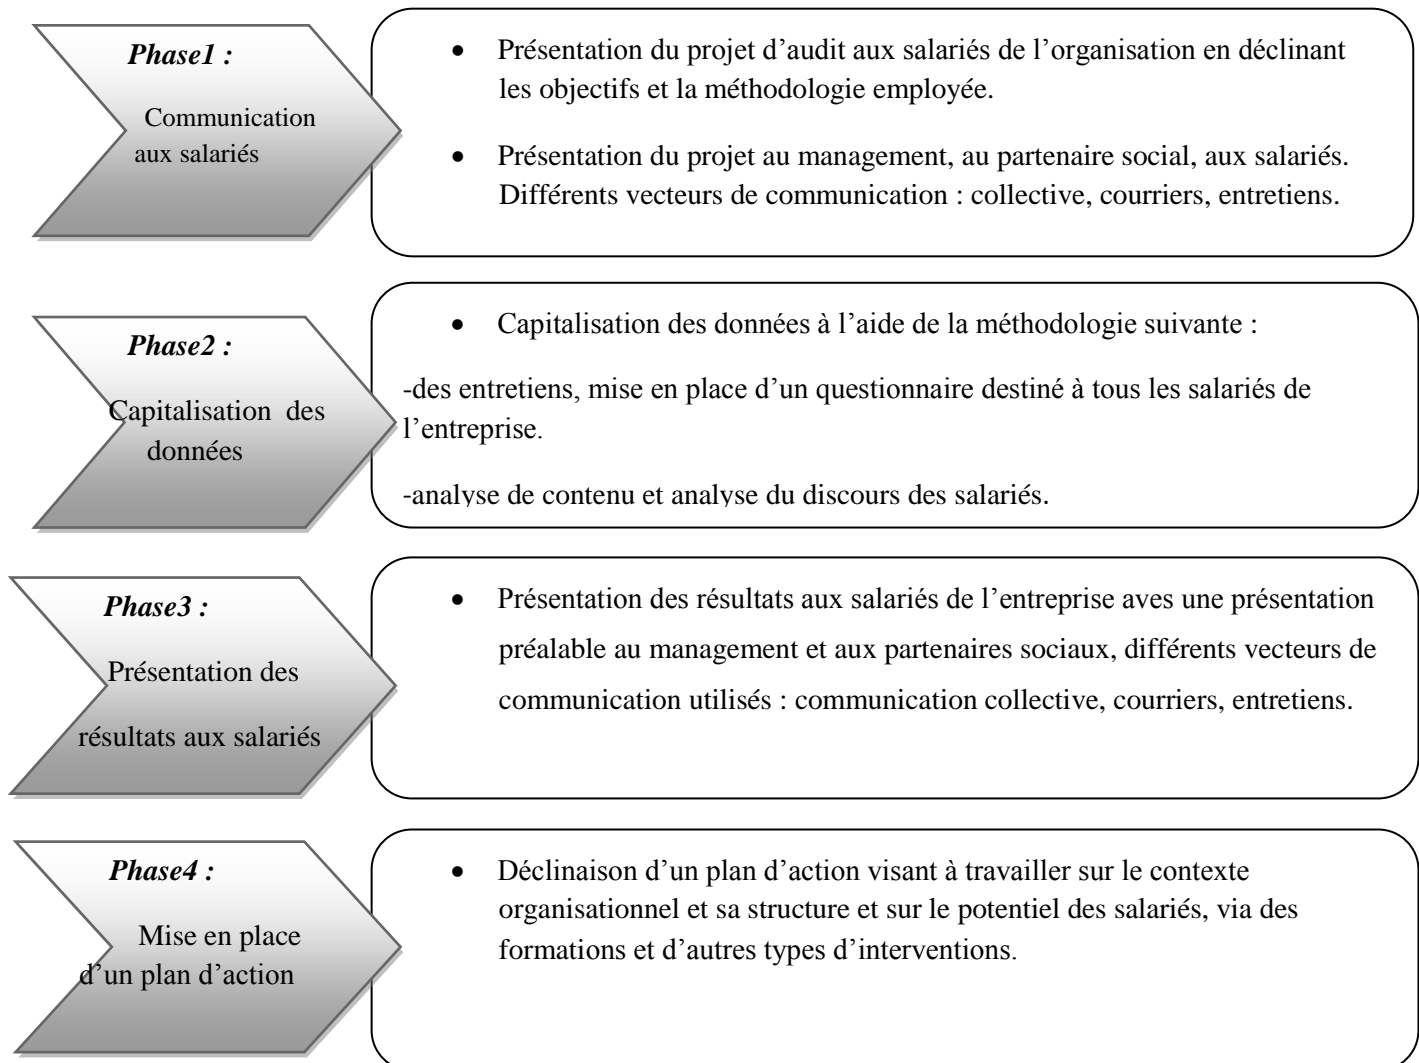 Phase1 :
Communication
aux salariés
• Présentation du projet d’audit aux salariés de l’organisation en déclinant
les objectifs et la méthodologie employée.
• Présentation du projet au management, au partenaire social, aux salariés.
Différents vecteurs de communication : collective, courriers, entretiens.
Phase2 :
Capitalisation des
données
• Capitalisation des données à l’aide de la méthodologie suivante :
-des entretiens, mise en place d’un questionnaire destiné à tous les salariés de
l’entreprise.
-analyse de contenu et analyse du discours des salariés.
Phase3 :
Présentation des
résultats aux salariés
• Présentation des résultats aux salariés de l’entreprise aves une présentation
préalable au management et aux partenaires sociaux, différents vecteurs de
communication utilisés : communication collective, courriers, entretiens.
Phase4 :
Mise en place
d’un plan d’action
• Déclinaison d’un plan d’action visant à travailler sur le contexte
organisationnel et sa structure et sur le potentiel des salariés, via des
formations et d’autres types d’interventions.